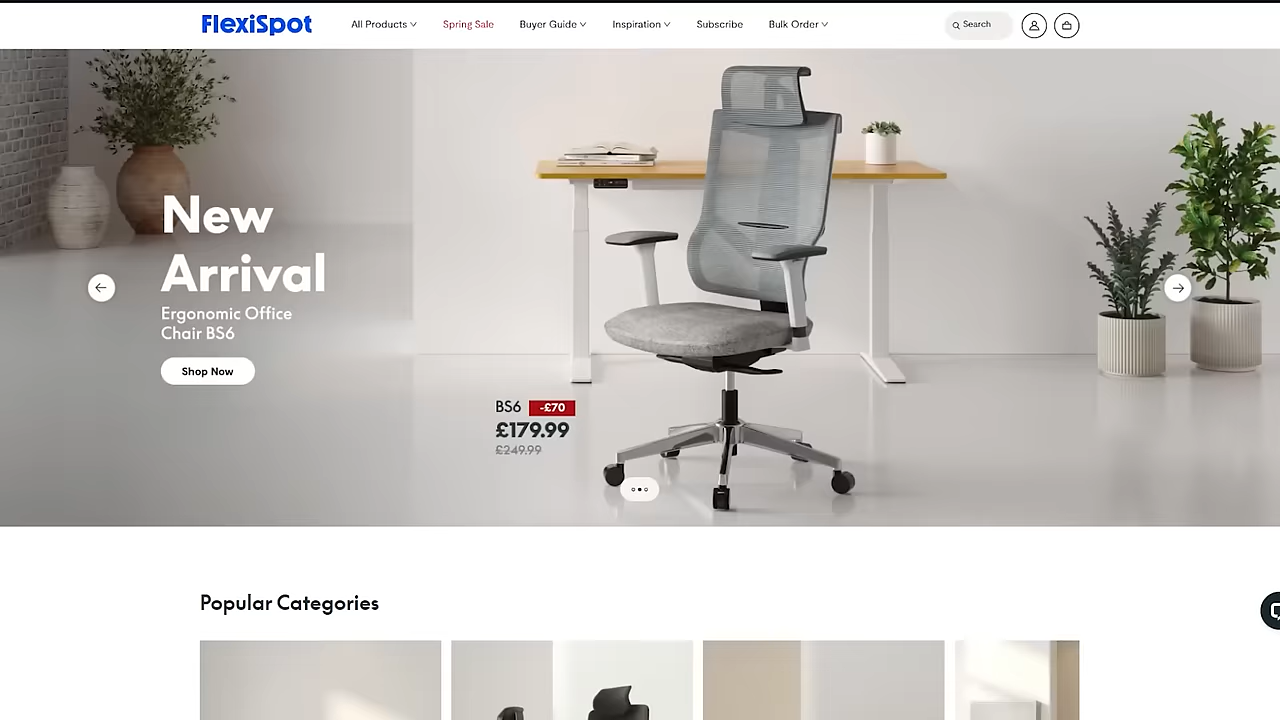 FlexiSpot
All Products
Spring Sale
Buyer Guide
Inspiration
Subscribe
Bulk Order
Search
New
Arrival
Ergonomic Office
Chair BS6
Shop Now
BS6 -£70
£179.99
£249.99
Popular Categories